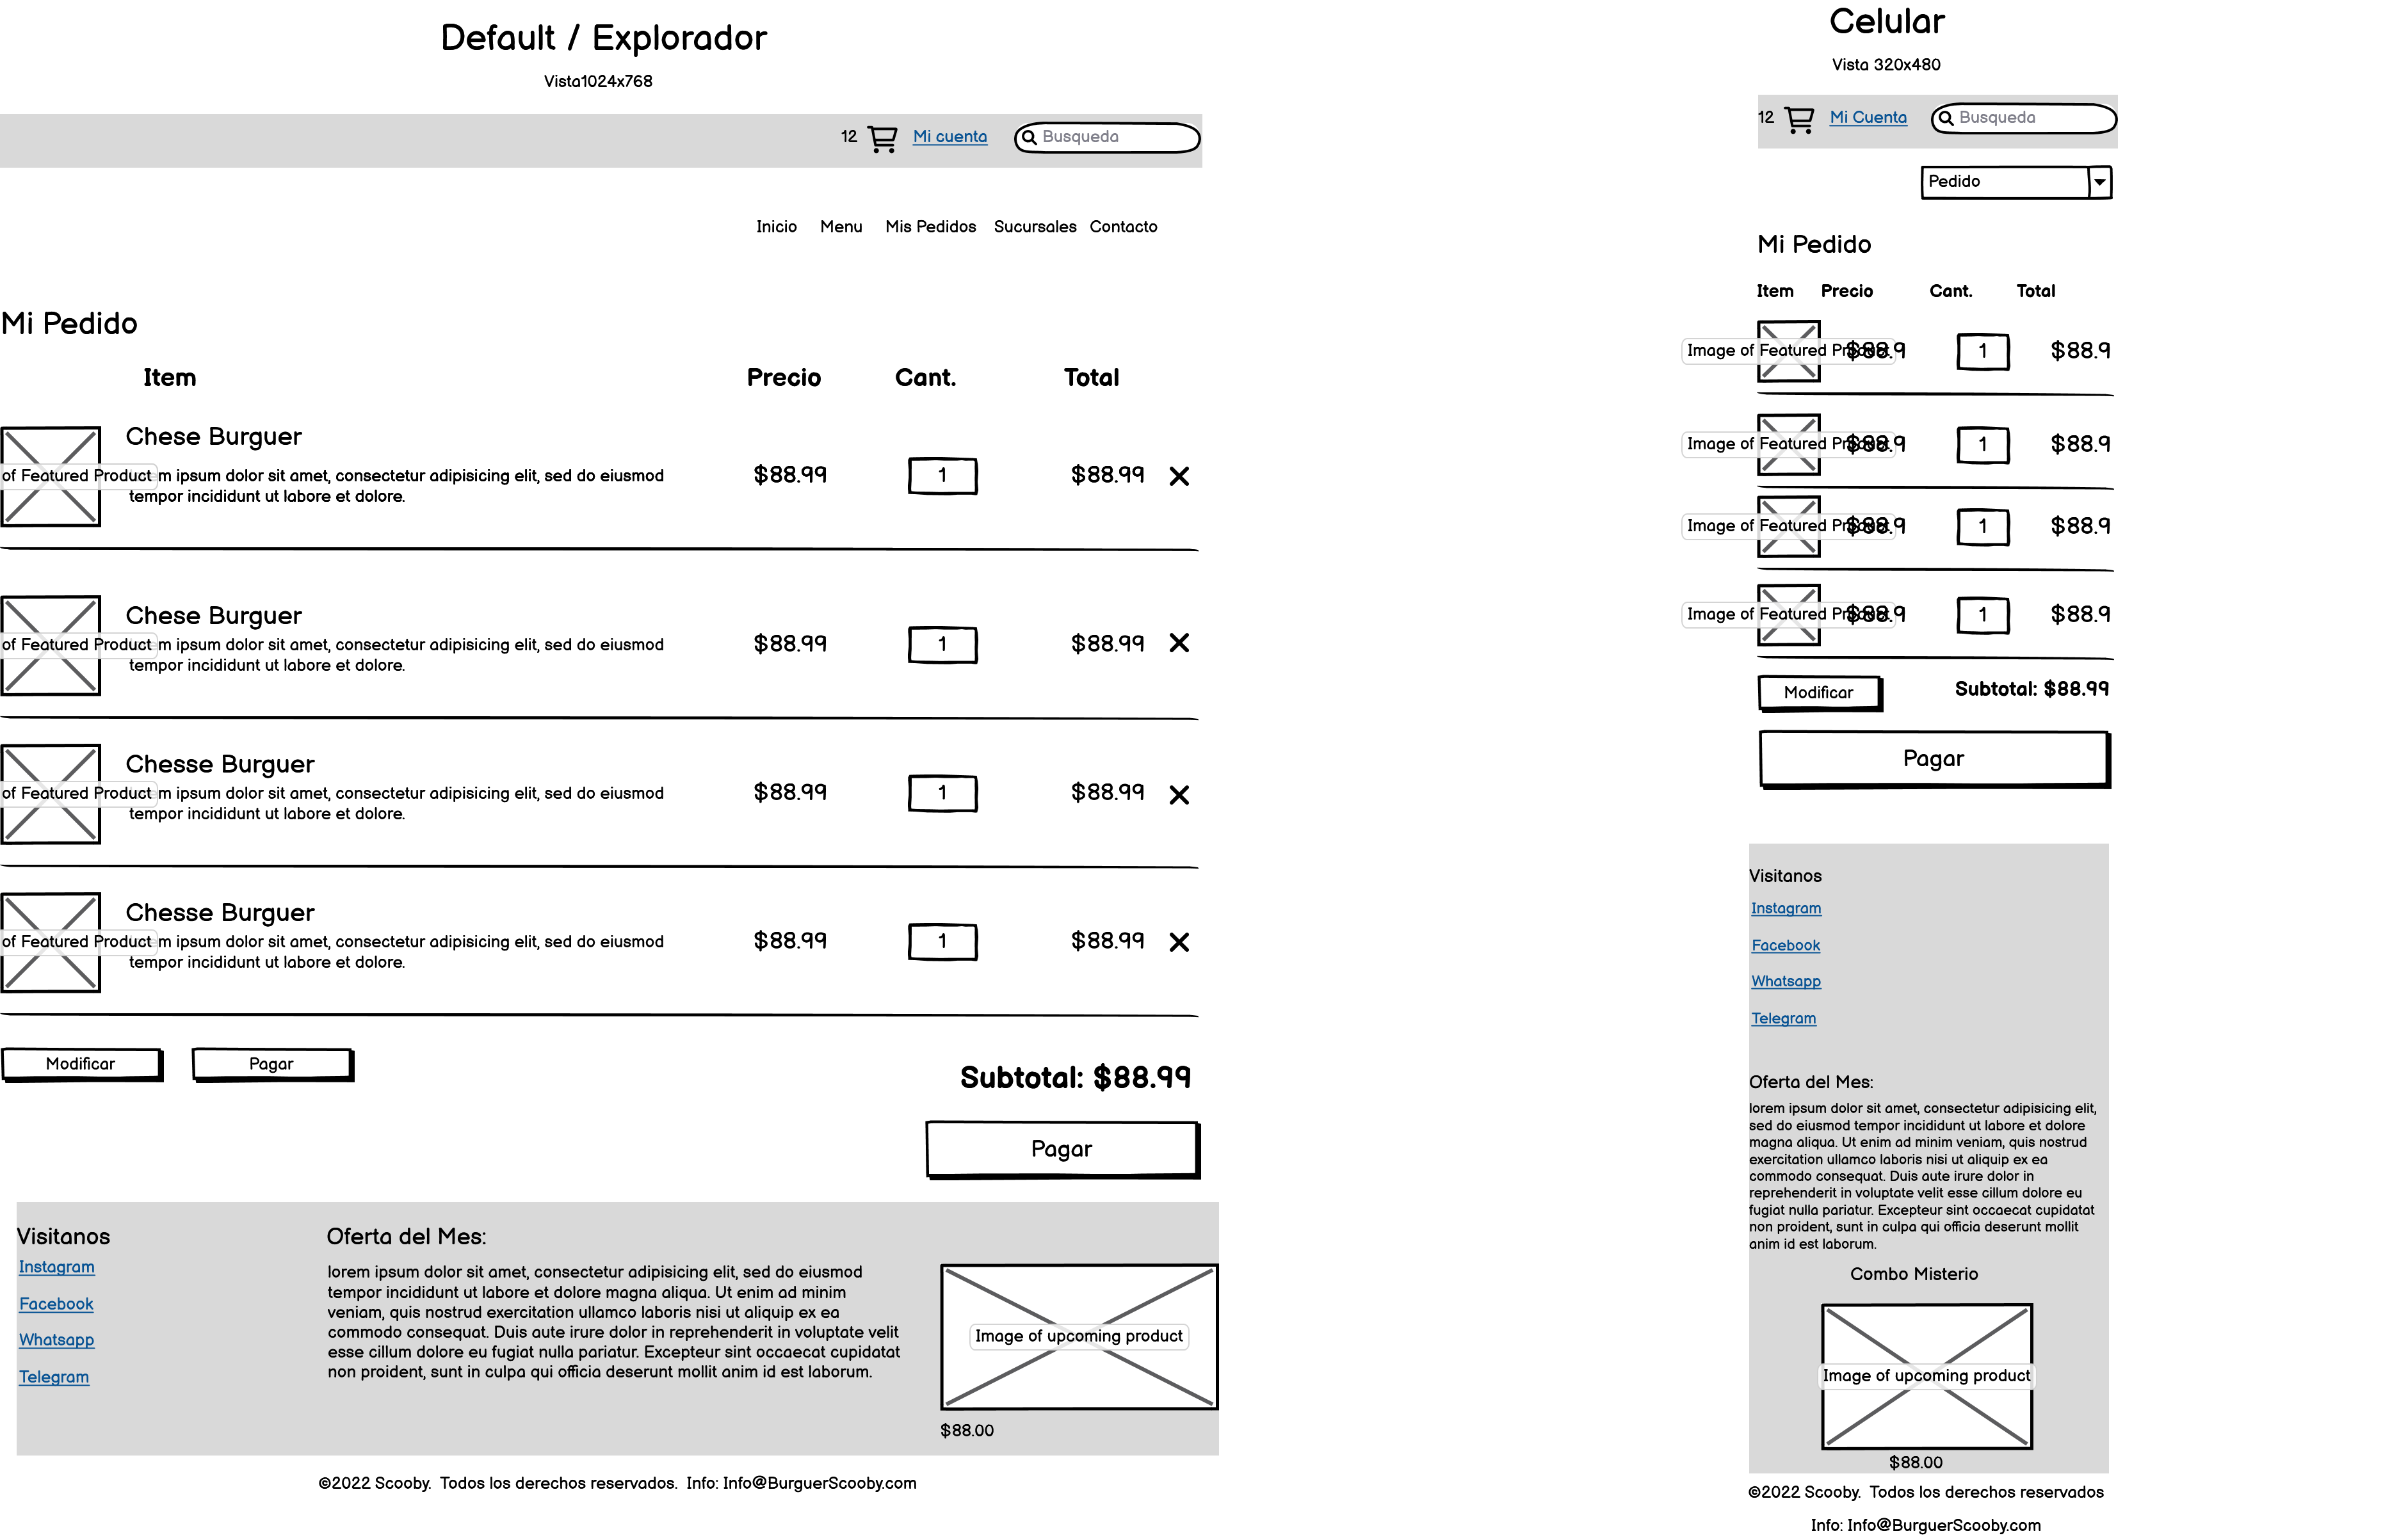 Default / Explorador
Vista1024x768
12 Mi cuenta Busqueda
Inicio Menu Mis Pedidos Sucursales Contacto
Mi Pedido
Item Precio Cant. Total
Chese Burguer
of Featured Product m ipsum dolor sit amet, consectetur adipisicing elit, sed do eiusmod
tempor incididunt ut labore et dolore.
$88.99 1 $88.99
Chese Burguer
of Featured Product m ipsum dolor sit amet, consectetur adipisicing elit, sed do eiusmod
tempor incididunt ut labore et dolore.
$88.99 1 $88.99
Chesse Burguer
of Featured Product m ipsum dolor sit amet, consectetur adipisicing elit, sed do eiusmod
tempor incididunt ut labore et dolore.
$88.99 1 $88.99
Chesse Burguer
of Featured Product m ipsum dolor sit amet, consectetur adipisicing elit, sed do eiusmod
tempor incididunt ut labore et dolore.
$88.99 1 $88.99
Modificar Pagar
Subtotal: $88.99
Pagar
Visitanos
Instagram
Facebook
Whatsapp
Telegram
Oferta del Mes:
lorem ipsum dolor sit amet, consectetur adipisicing elit, sed do eiusmod
tempor incididunt ut labore et dolore magna aliqua. Ut enim ad minim
veniam, quis nostrud exercitation ullamco laboris nisi ut aliquip ex ea
commodo consequat. Duis aute irure dolor in reprehenderit in voluptate velit
esse cillum dolore eu fugiat nulla pariatur. Excepteur sint occaecat cupidatat
non proident, sunt in culpa qui officia deserunt mollit anim id est laborum.
Image of upcoming product
$88.00
©2022 Scooby. Todos los derechos reservados. Info: Info@BurguerScooby.com
Celular
Vista 320x480
12 Mi Cuenta Busqueda
Pedido
Mi Pedido
Item Precio Cant. Total
Image of Featured Product $88.9 1 $88.9
Image of Featured Product $88.9 1 $88.9
Image of Featured Product $88.9 1 $88.9
Image of Featured Product $88.9 1 $88.9
Modificar Subtotal: $88.99
Pagar
Visitanos
Instagram
Facebook
Whatsapp
Telegram
Oferta del Mes:
lorem ipsum dolor sit amet, consectetur adipisicing elit,
sed do eiusmod tempor incididunt ut labore et dolore
magna aliqua. Ut enim ad minim veniam, quis nostrud
exercitation ullamco laboris nisi ut aliquip ex ea
commodo consequat. Duis aute irure dolor in
reprehenderit in voluptate velit esse cillum dolore eu
fugiat nulla pariatur. Excepteur sint occaecat cupidatat
non proident, sunt in culpa qui officia deserunt mollit
anim id est laborum.
Combo Misterio
Image of upcoming product
$88.00
©2022 Scooby. Todos los derechos reservados
Info: Info@BurguerScooby.com